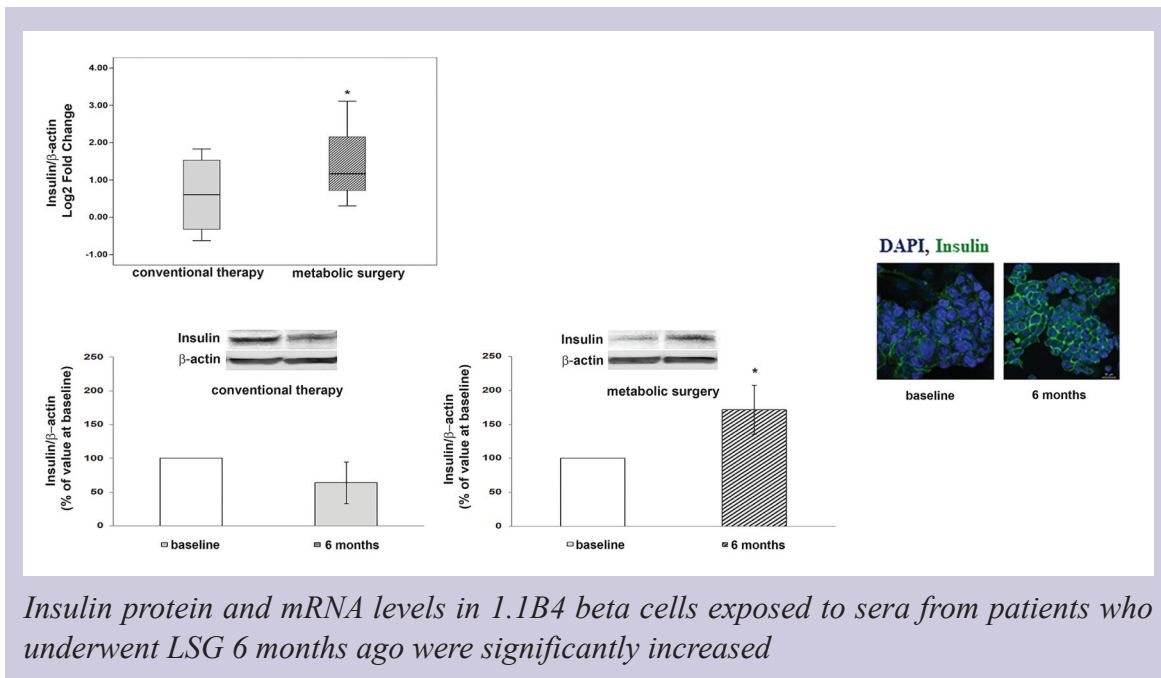 4.00
3.00
2.00
1.00
0.00
-1.00
Insulin/β-actin
Log2 Fold Change
*
conventional therapy metabolic surgery
Insulin
β-actin
conventional therapy
250
200
150
100
50
0
Insulin/β-actin
(% of value at baseline)
baseline 6 months
Insulin
β-actin
metabolic surgery
*
250
200
150
100
50
0
Insulin/β-actin
(% of value at baseline)
baseline 6 months
DAPI, Insulin
baseline 6 months
Insulin protein and mRNA levels in 1.1B4 beta cells exposed to sera from patients who
underwent LSG 6 months ago were significantly increased